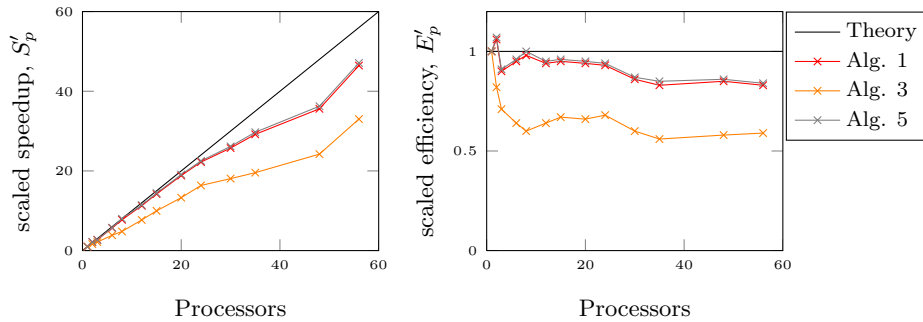 scaled speedup, S′p
60
40
20
0
0 20 40 60
Processors
scaled efficiency, E′p
1
0.5
0
0 20 40 60
Processors
Theory
Alg. 1
Alg. 3
Alg. 5